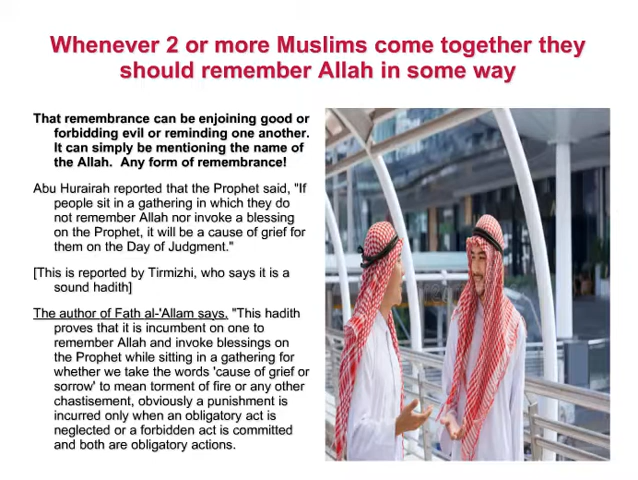 Whenever 2 or more Muslims come together they
should remember Allah in some way
That remembrance can be enjoining good or
forbidding evil or reminding one another.
It can simply be mentioning the name of
the Allah.  Any form of remembrance!
Abu Hurairah reported that the Prophet said, "If
people sit in a gathering in which they do
not remember Allah nor invoke a blessing
on the Prophet, it will be a cause of grief for
them on the Day of Judgment."
[This is reported by Tirmizhi, who says it is a
sound hadith]
The author of Fath al-'Allam says, "This hadith
proves that it is incumbent on one to
remember Allah and invoke blessings on
the Prophet while sitting in a gathering for
whether we take the words 'cause of grief or
sorrow' to mean torment of fire or any other
chastisement, obviously a punishment is
incurred only when an obligatory act is
neglected or a forbidden act is committed
and both are obligatory actions.